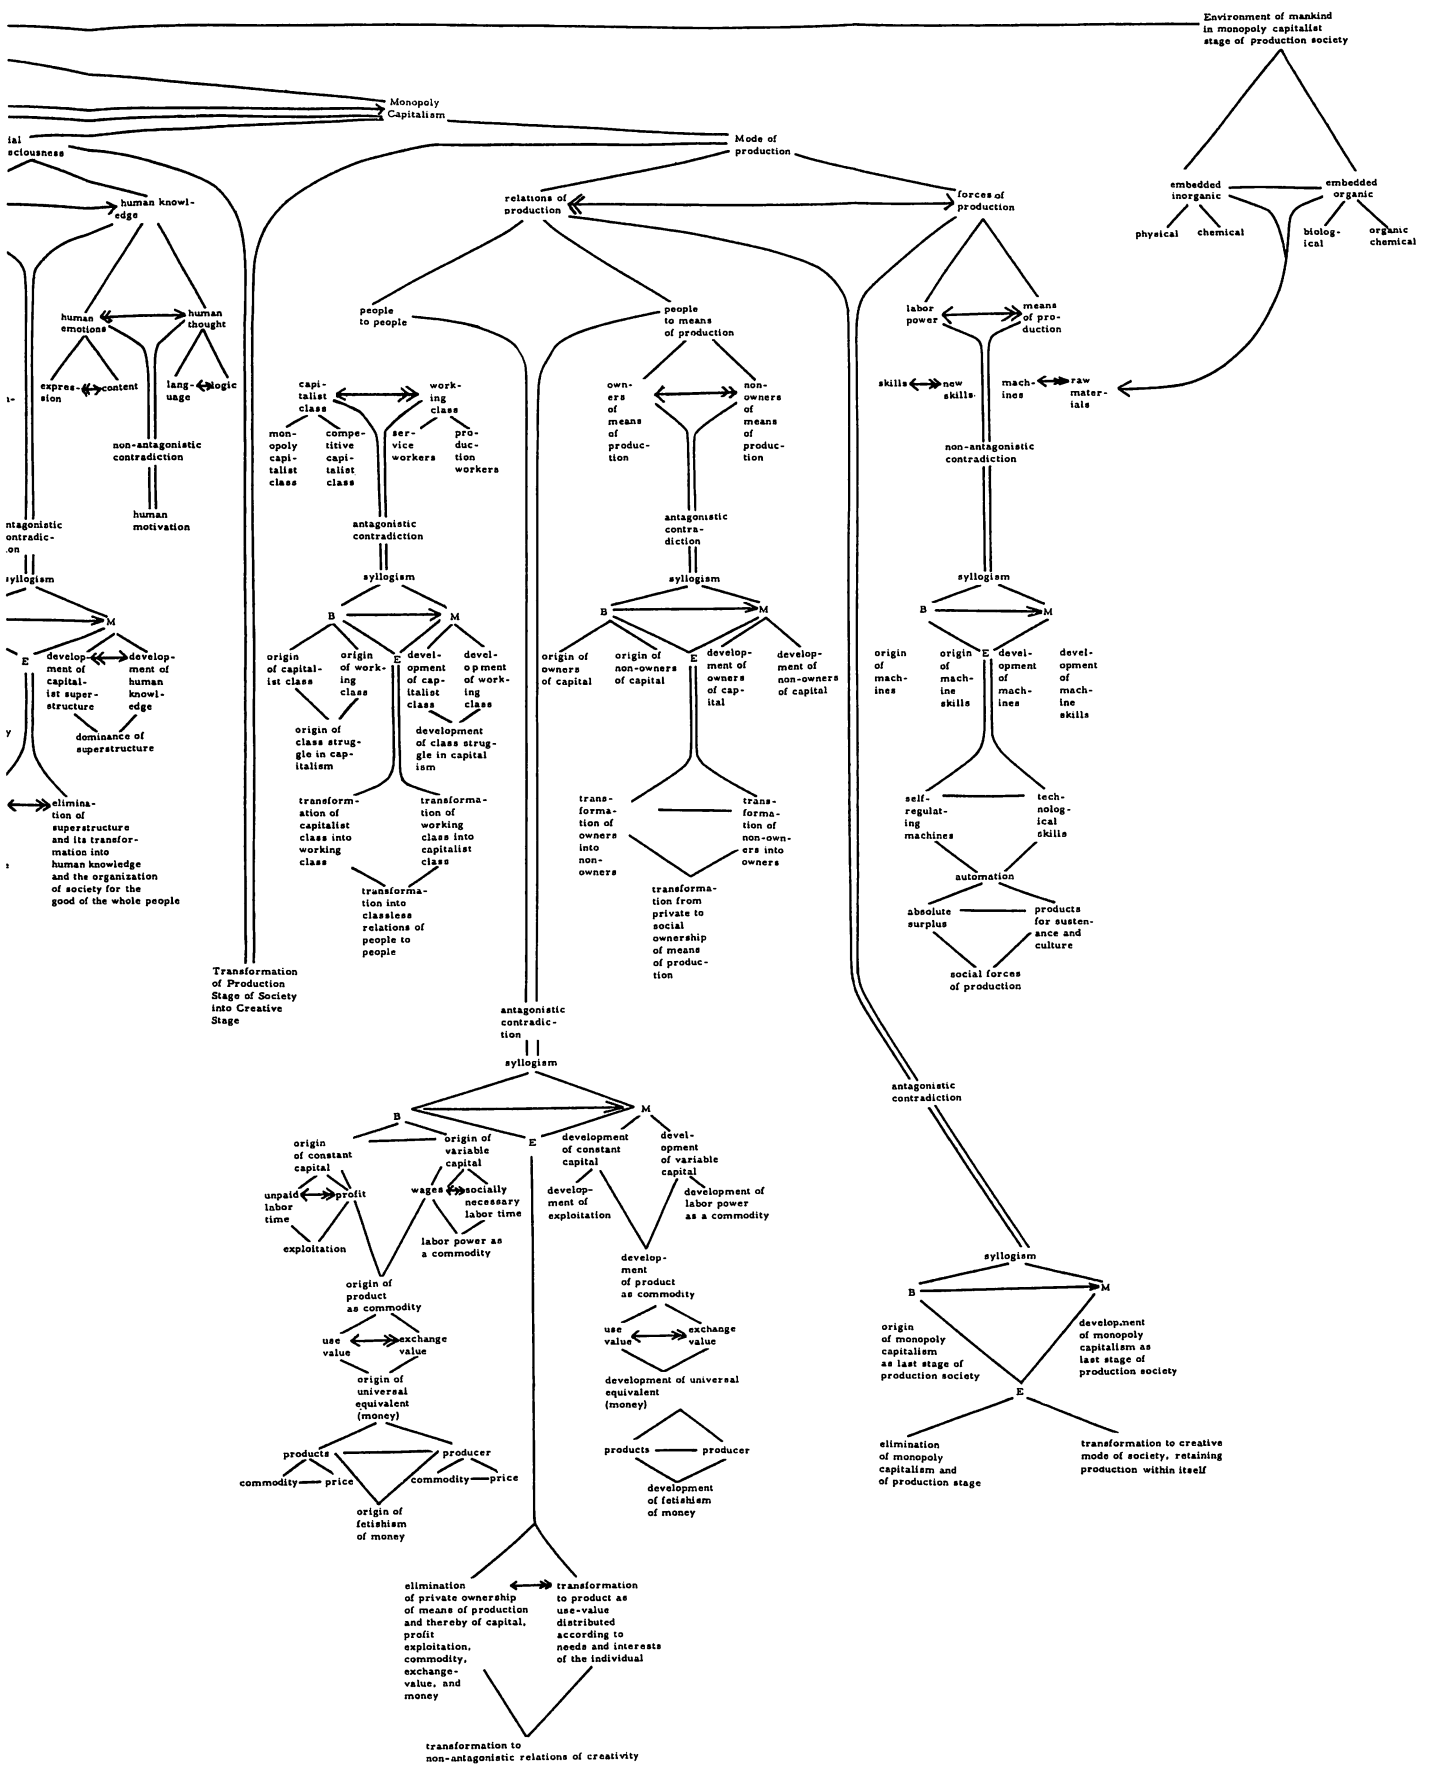 Environment of mankind
in monopoly capitalist
stage of production society
Monopoly
Capitalism
ial
sciousness
Mode of
production
embedded
inorganic
embedded
organic
physical
chemical
biolog-
ical
organic
chemical
human knowl-
edge
relations of
production
forces of
production
human
emotions
human
thought
people
to people
people
to means
of production
labor
power
means
of pro-
duction
expres-
sion
content
lang-
uage
logic
capi-
talist
class
work-
ing
class
own-
ers
of
means
of
produc-
tion
non-
owners
of
means
of
produc-
tion
skills
new
skills
mach-
ines
raw
mater-
ials
n-
mon-
opoly
capi-
talist
class
compe-
titive
capi-
talist
class
ser-
vice
workers
pro-
duc-
tion
workers
non-antagonistic
contradiction
non-antagonistic
contradiction
human
motivation
ntagonistic
ontradic-
on
antagonistic
contradiction
antagonistic
contra-
diction
syllogism
syllogism
syllogism
syllogism
M
B
M
B
M
B
M
E
develop-
ment of
capital-
ist super-
structure
develop-
ment of
human
knowl-
edge
dominance of
superstructure
origin
of capital-
ist class
origin
of work-
ing
class
E
devel-
opment
of cap-
italist
class
devel-
opment
of work-
ing
class
origin of
class strug-
gle in cap-
italism
development
of class strug-
gle in capital
ism
origin of
owners
of capital
origin of
non-owners
of capital
E
develop-
ment of
owners
of cap-
ital
develop-
ment of
non-owners
of capital
origin
of
mach-
ines
origin
of
mach-
ine
skills
E
devel-
opment
of
mach-
ines
devel-
opment
of
mach-
ine
skills
y
elimina-
tion of
superstructure
and its transfor-
mation into
human knowledge
and the organization
of society for the
good of the whole people
transform-
ation of
capitalist
class into
working
class
transforma-
tion of
working
class into
capitalist
class
transforma-
tion into
classless
relations of
people to
people
trans-
forma-
tion of
owners
into
non-
owners
trans-
forma-
tion of
non-own-
ers into
owners
transforma-
tion from
private to
social
ownership
of means
of produc-
tion
self-
regulat-
ing
machines
tech-
nolog-
ical
skills
automation
absolute
surplus
products
for susten-
ance and
culture
social forces
of production
Transformation
of Production
Stage of Society
into Creative
Stage
antagonistic
contradic-
tion
syllogism
B
M
E
antagonistic
contradiction
origin
of constant
capital
origin of
variable
capital
development
of constant
capital
devel-
opment
of variable
capital
unpaid
labor
time
profit
wages
socially
necessary
labor time
develop-
ment of
exploitation
development of
labor power
as a commodity
exploitation
labor power as
a commodity
origin of
product
as commodity
develop-
ment
of product
as commodity
use
value
exchange
value
use
value
exchange
value
origin of
universal
equivalent
(money)
development of universal
equivalent
(money)
products
producer
commodity
price
commodity
price
origin of
fetishism
of money
products
producer
development
of fetishism
of money
syllogism
B
M
origin
of monopoly
capitalism
as last stage of
production society
development
of monopoly
capitalism as
last stage of
production society
E
elimination
of monopoly
capitalism and
of production stage
transformation to creative
mode of society, retaining
production within itself
elimination
of private ownership
of means of production
and thereby of capital,
profit
exploitation,
commodity,
exchange-
value, and
money
transformation
to product as
use-value
distributed
according to
needs and interests
of the individual
transformation to
non-antagonistic relations of creativity